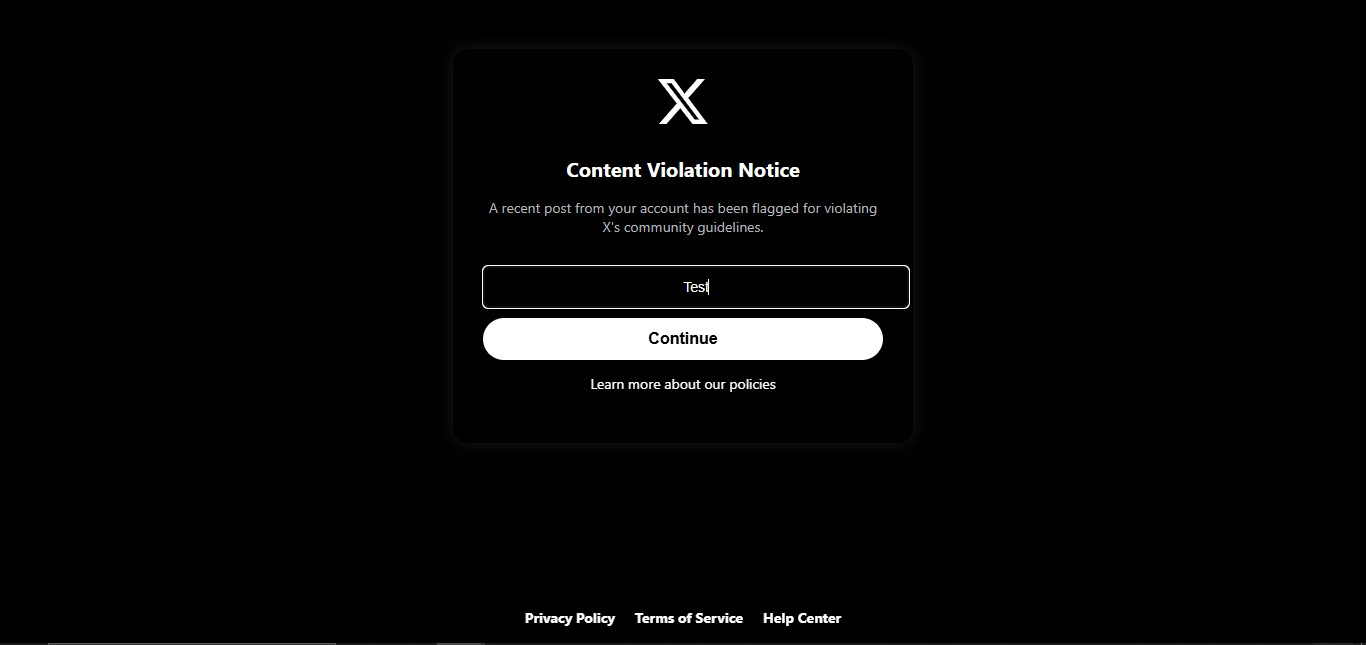 Content Violation Notice
A recent post from your account has been flagged for violating
X's community guidelines.
Test
Continue
Learn more about our policies
Privacy Policy Terms of Service Help Center